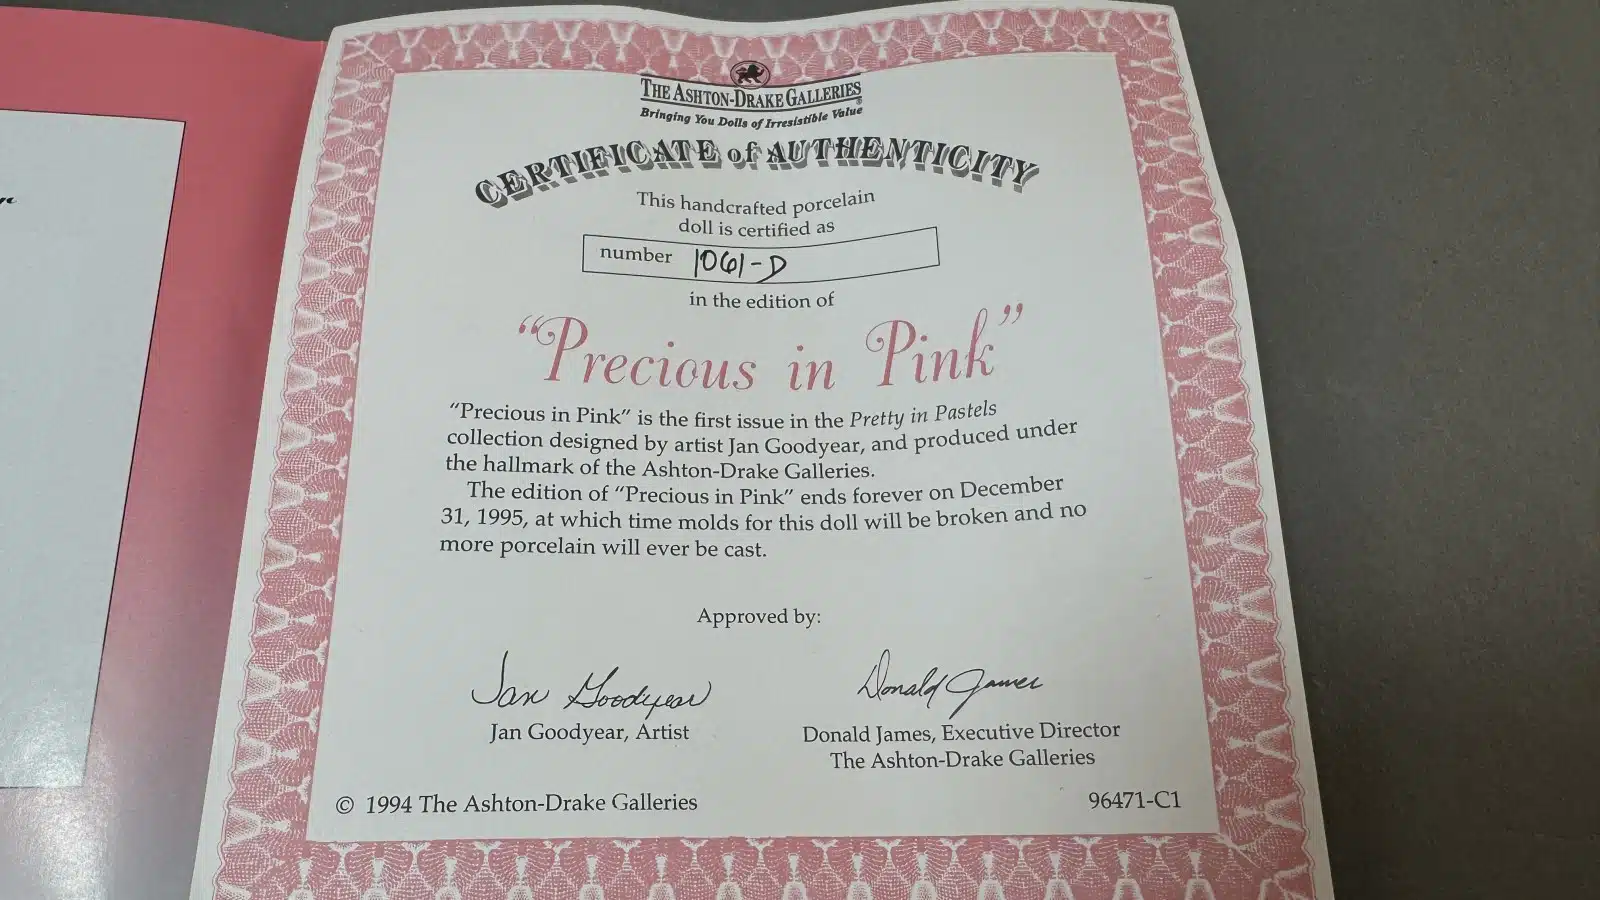 THE ASHTON-DRAKE GALLERIES®
Bringing You Dolls of Irresistible Value
CERTIFICATE of AUTHENTICITY
This handcrafted porcelain
doll is certified as
number 1061-D
in the edition of
“Precious in Pink”
“Precious in Pink” is the first issue in the Pretty in Pastels
collection designed by artist Jan Goodyear, and produced under
the hallmark of the Ashton-Drake Galleries.
The edition of “Precious in Pink” ends forever on December
31, 1995, at which time molds for this doll will be broken and no
more porcelain will ever be cast.
Approved by:
Jan Goodyear
Donald James
Jan Goodyear, Artist
Donald James, Executive Director
The Ashton-Drake Galleries
© 1994 The Ashton-Drake Galleries
96471-C1